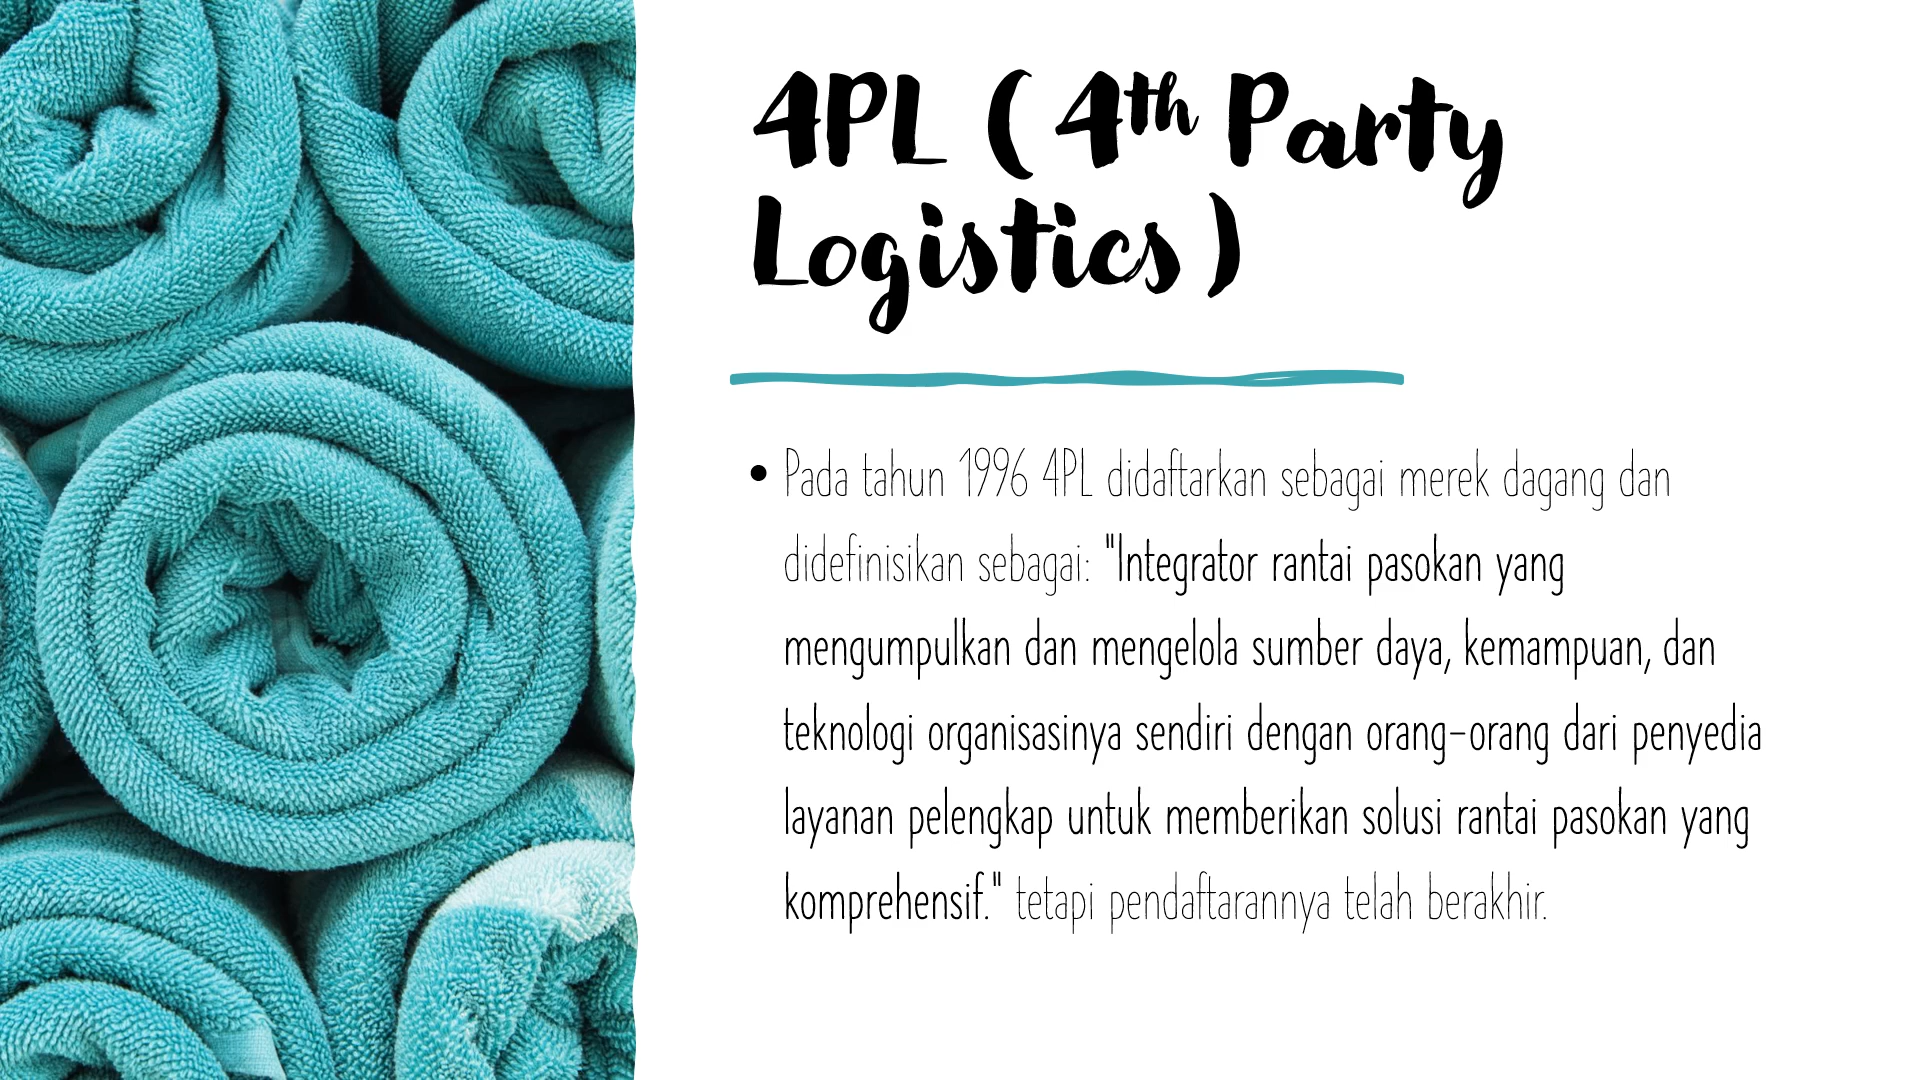 4PL ( 4th Party
Logistics )
• Pada tahun 1996 4PL didaftarkan sebagai merek dagang dan
didefinisikan sebagai: "Integrator rantai pasokan yang
mengumpulkan dan mengelola sumber daya, kemampuan, dan
teknologi organisasinya sendiri dengan orang-orang dari penyedia
layanan pelengkap untuk memberikan solusi rantai pasokan yang
komprehensif." tetapi pendaftarannya telah berakhir.